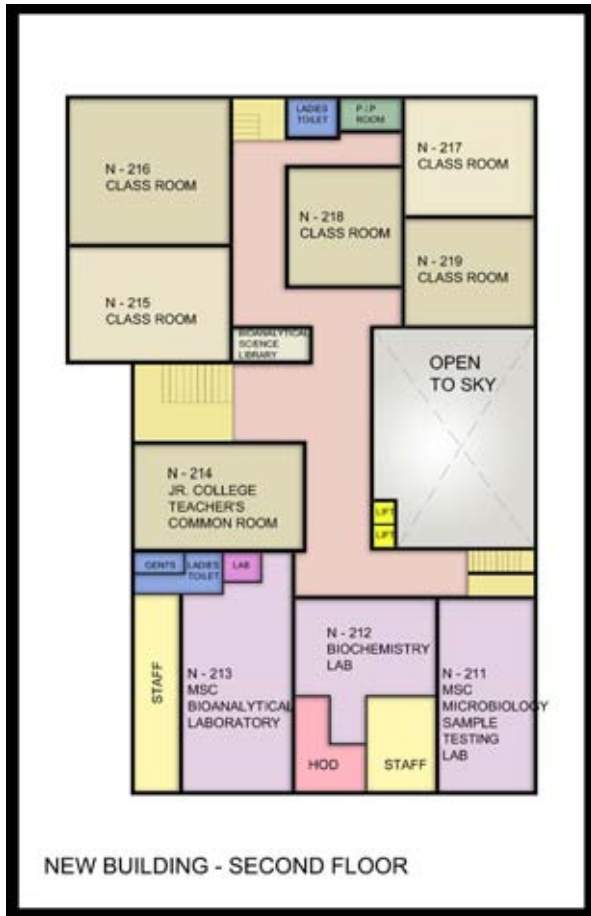 LADIES
TOILET
P / P
ROOM
N - 216
CLASS ROOM
N - 217
CLASS ROOM
N - 218
CLASS ROOM
N - 219
CLASS ROOM
N - 215
CLASS ROOM
BIOANALYTICAL
SCIENCE
LIBRARY
OPEN
TO SKY
N - 214
JR. COLLEGE
TEACHER'S
COMMON ROOM
LIFT
LIFT
GENTS
LADIES
TOILET
LAB
STAFF
N - 213
MSC
BIOANALYTICAL
LABORATORY
N - 212
BIOCHEMISTRY
LAB
N - 211
MSC
MICROBIOLOGY
SAMPLE
TESTING
LAB
HOD
STAFF
NEW BUILDING - SECOND FLOOR